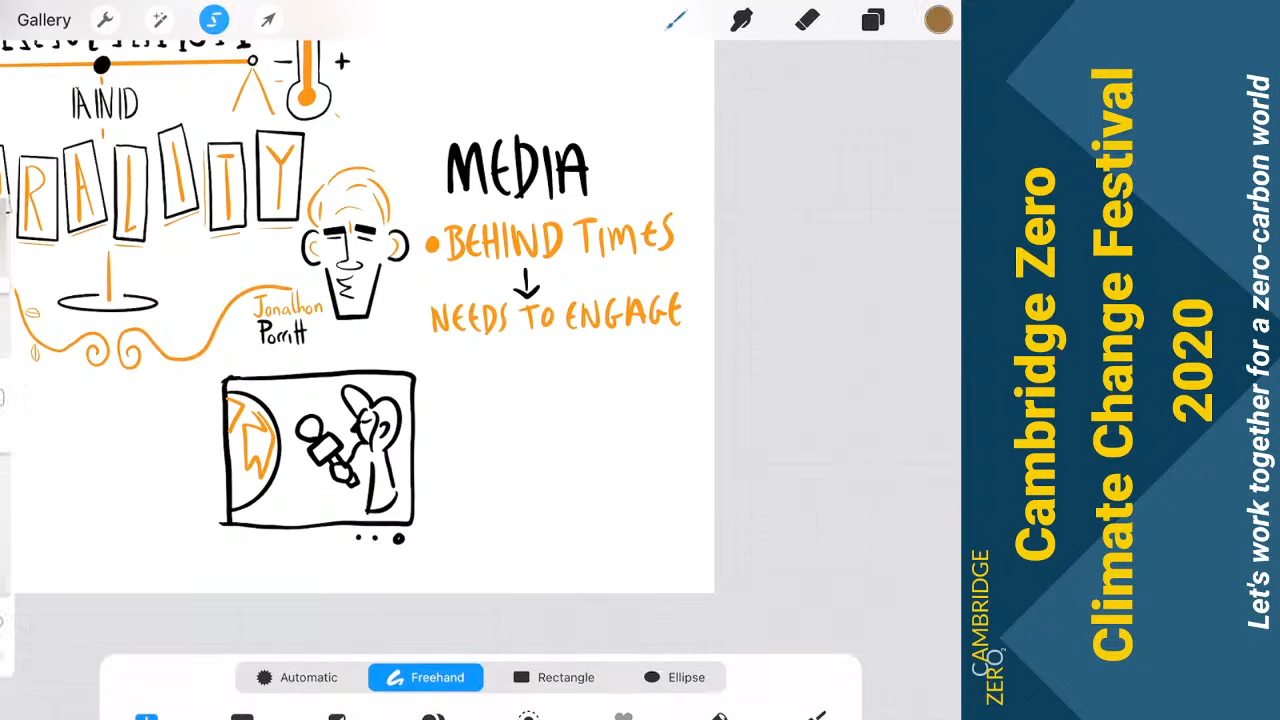 Gallery
AND
RALITY
MEDIA
•BEHIND TIMES
NEEDS TO ENGAGE
Jonathon
Porritt
Automatic
Freehand
Rectangle
Ellipse
CAMBRIDGE
ZERO₂
Cambridge Zero
Climate Change Festival
2020
Let's work together for a zero-carbon world